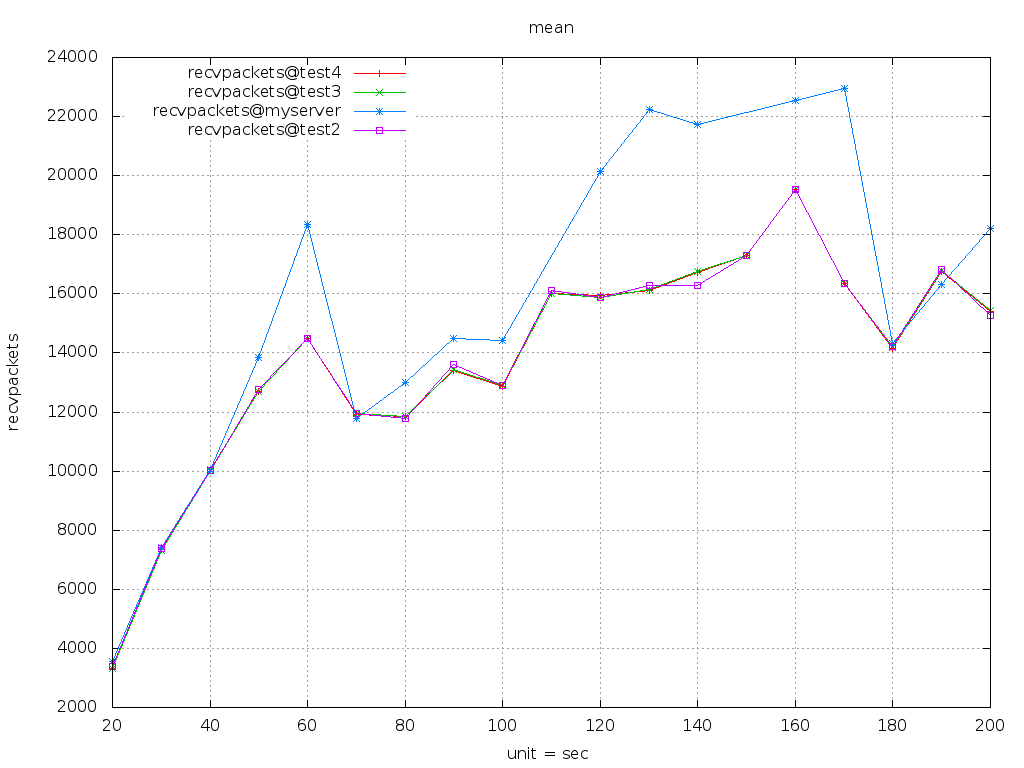 mean
24000
22000
20000
18000
16000
14000
12000
10000
8000
6000
4000
2000
recvpackets
recvpackets@test4
recvpackets@test3
recvpackets@myserver
recvpackets@test2
20 40 60 80 100 120 140 160 180 200
unit = sec